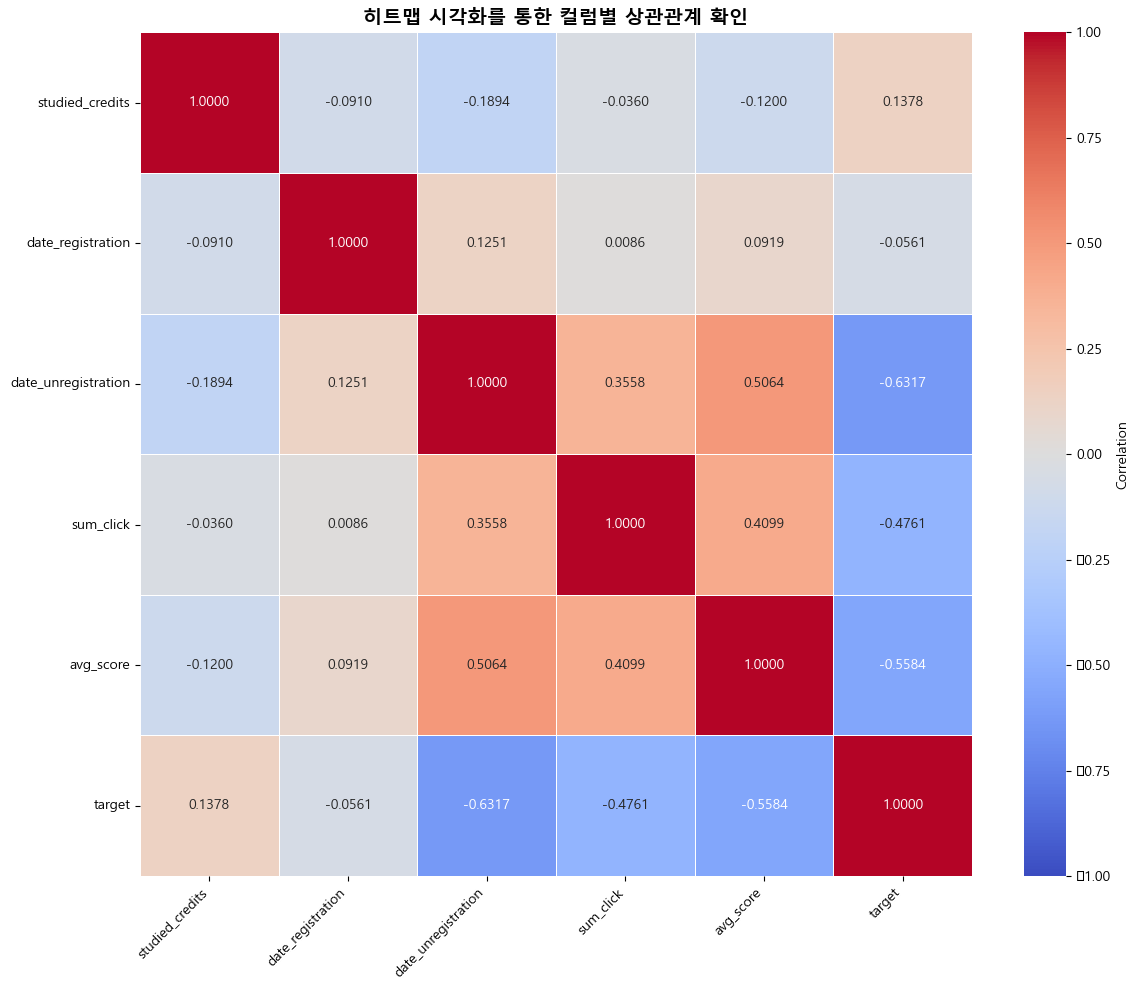 히트맵 시각화를 통한 컬럼별 상관관계 확인
studied_credits 1.0000 -0.0910 -0.1894 -0.0360 -0.1200 0.1378
date_registration -0.0910 1.0000 0.1251 0.0086 0.0919 -0.0561
date_unregistration -0.1894 0.1251 1.0000 0.3558 0.5064 -0.6317
sum_click -0.0360 0.0086 0.3558 1.0000 0.4099 -0.4761
avg_score -0.1200 0.0919 0.5064 0.4099 1.0000 -0.5584
target 0.1378 -0.0561 -0.6317 -0.4761 -0.5584 1.0000
studied_credits date_registration date_unregistration sum_click avg_score target
1.00
0.75
0.50
0.25
0.00
▯0.25
▯0.50
▯0.75
▯1.00
Correlation